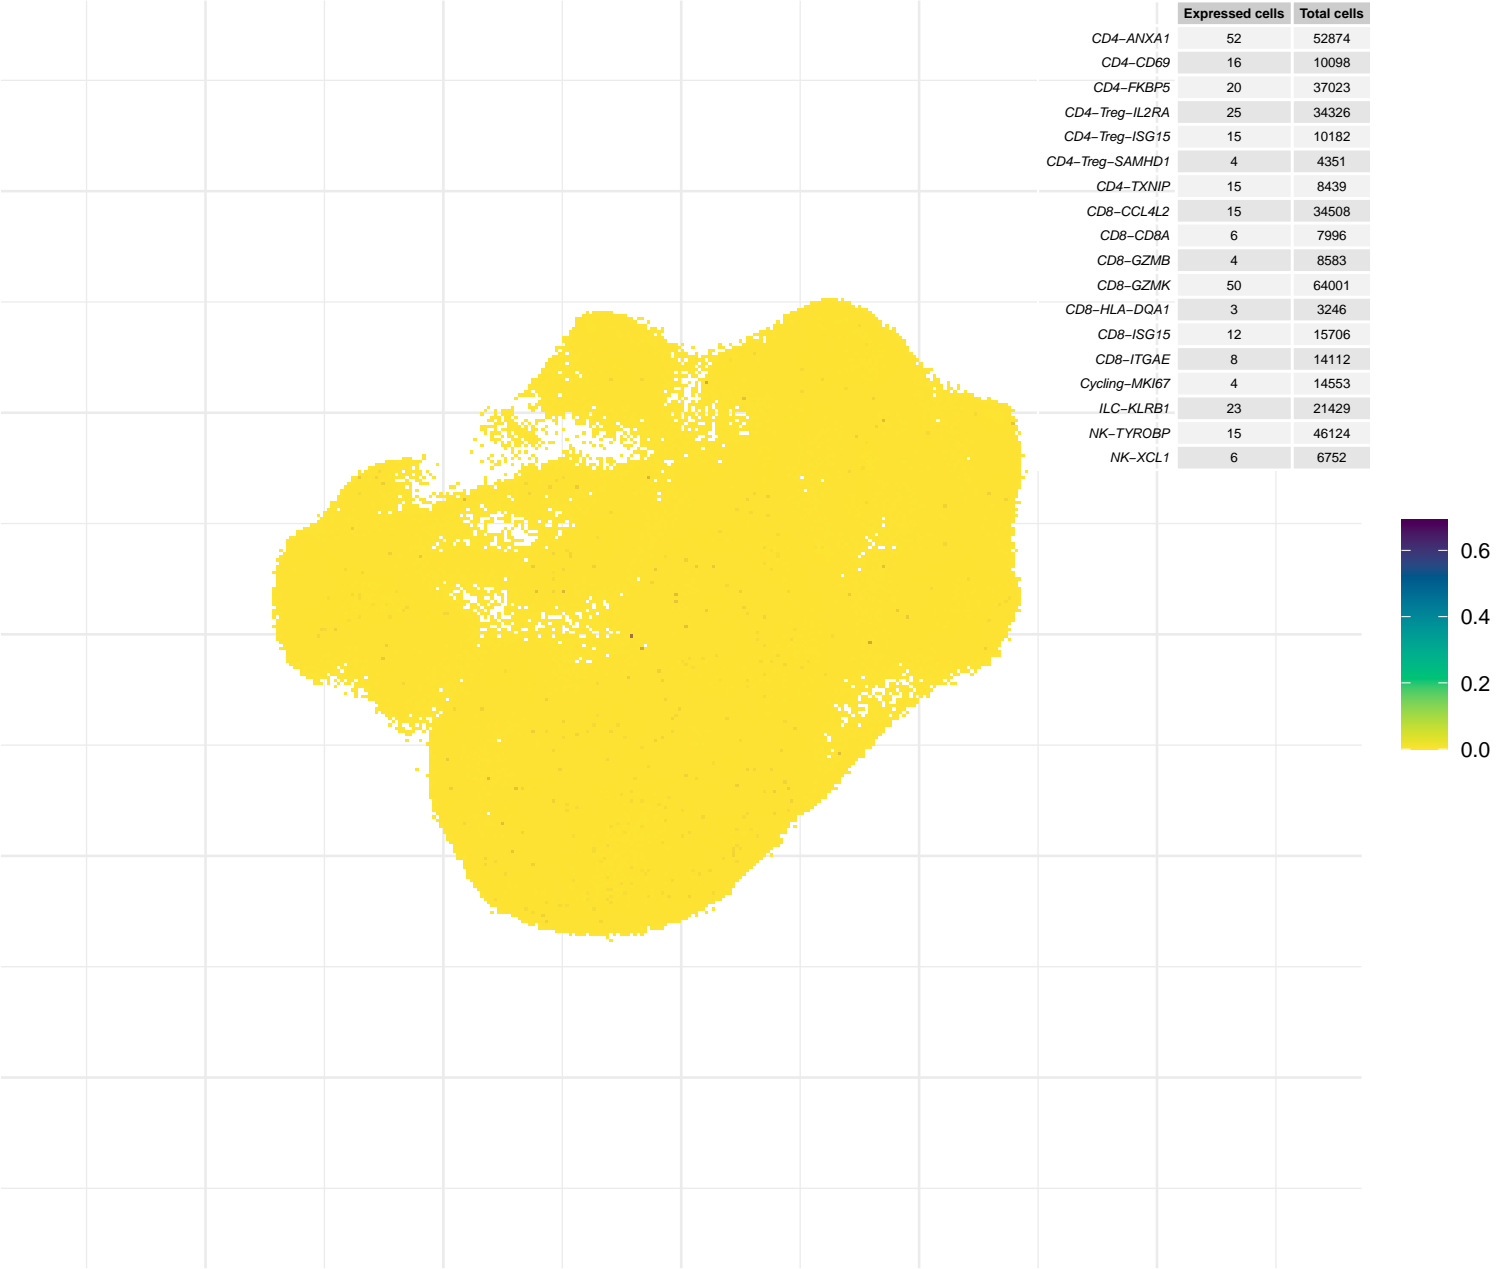 Expressed cells Total cells
CD4−ANXA1 52 52874
CD4−CD69 16 10098
CD4−FKBP5 20 37023
CD4−Treg−IL2RA 25 34326
CD4−Treg−ISG15 15 10182
CD4−Treg−SAMHD1 4 4351
CD4−TXNIP 15 8439
CD8−CCL4L2 15 34508
CD8−CD8A 6 7996
CD8−GZMB 4 8583
CD8−GZMK 50 64001
CD8−HLA−DQA1 3 3246
CD8−ISG15 12 15706
CD8−ITGAE 8 14112
Cycling−MKI67 4 14553
ILC−KLRB1 23 21429
NK−TYROBP 15 46124
NK−XCL1 6 6752
0.6
0.4
0.2
0.0